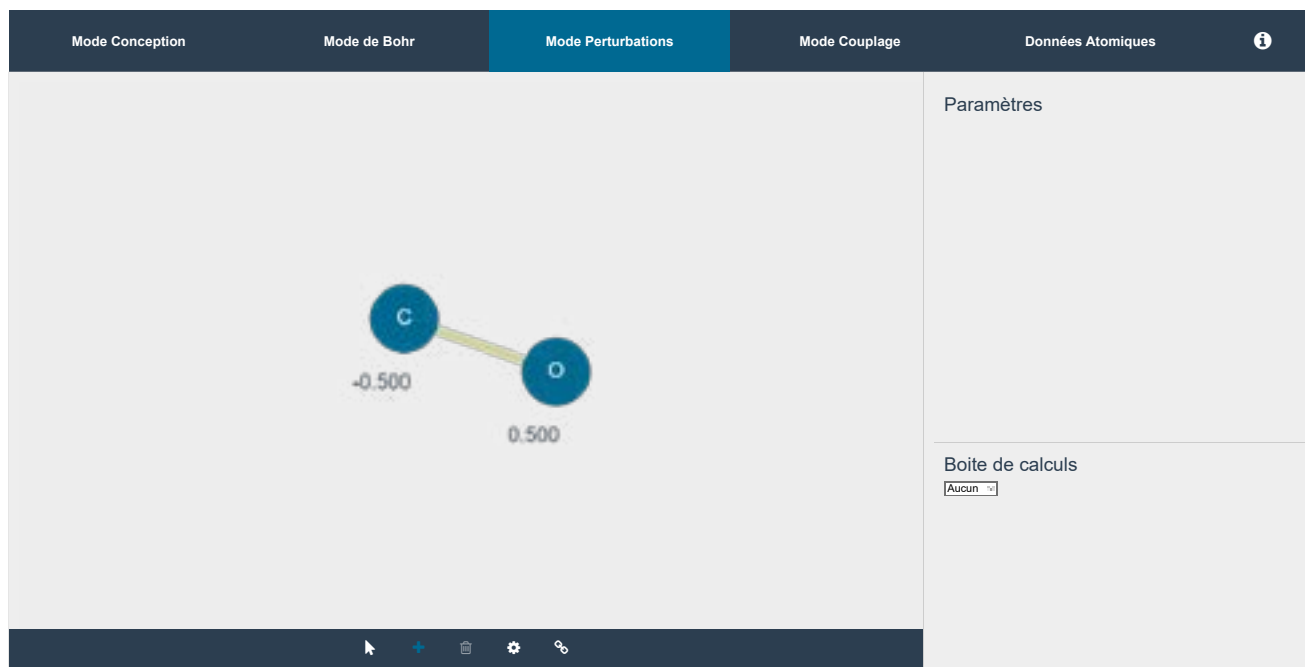 Mode Conception Mode de Bohr Mode Perturbations Mode Couplage Données Atomiques
Paramètres
C
O
-0.500
0.500
Boite de calculs
Aucun